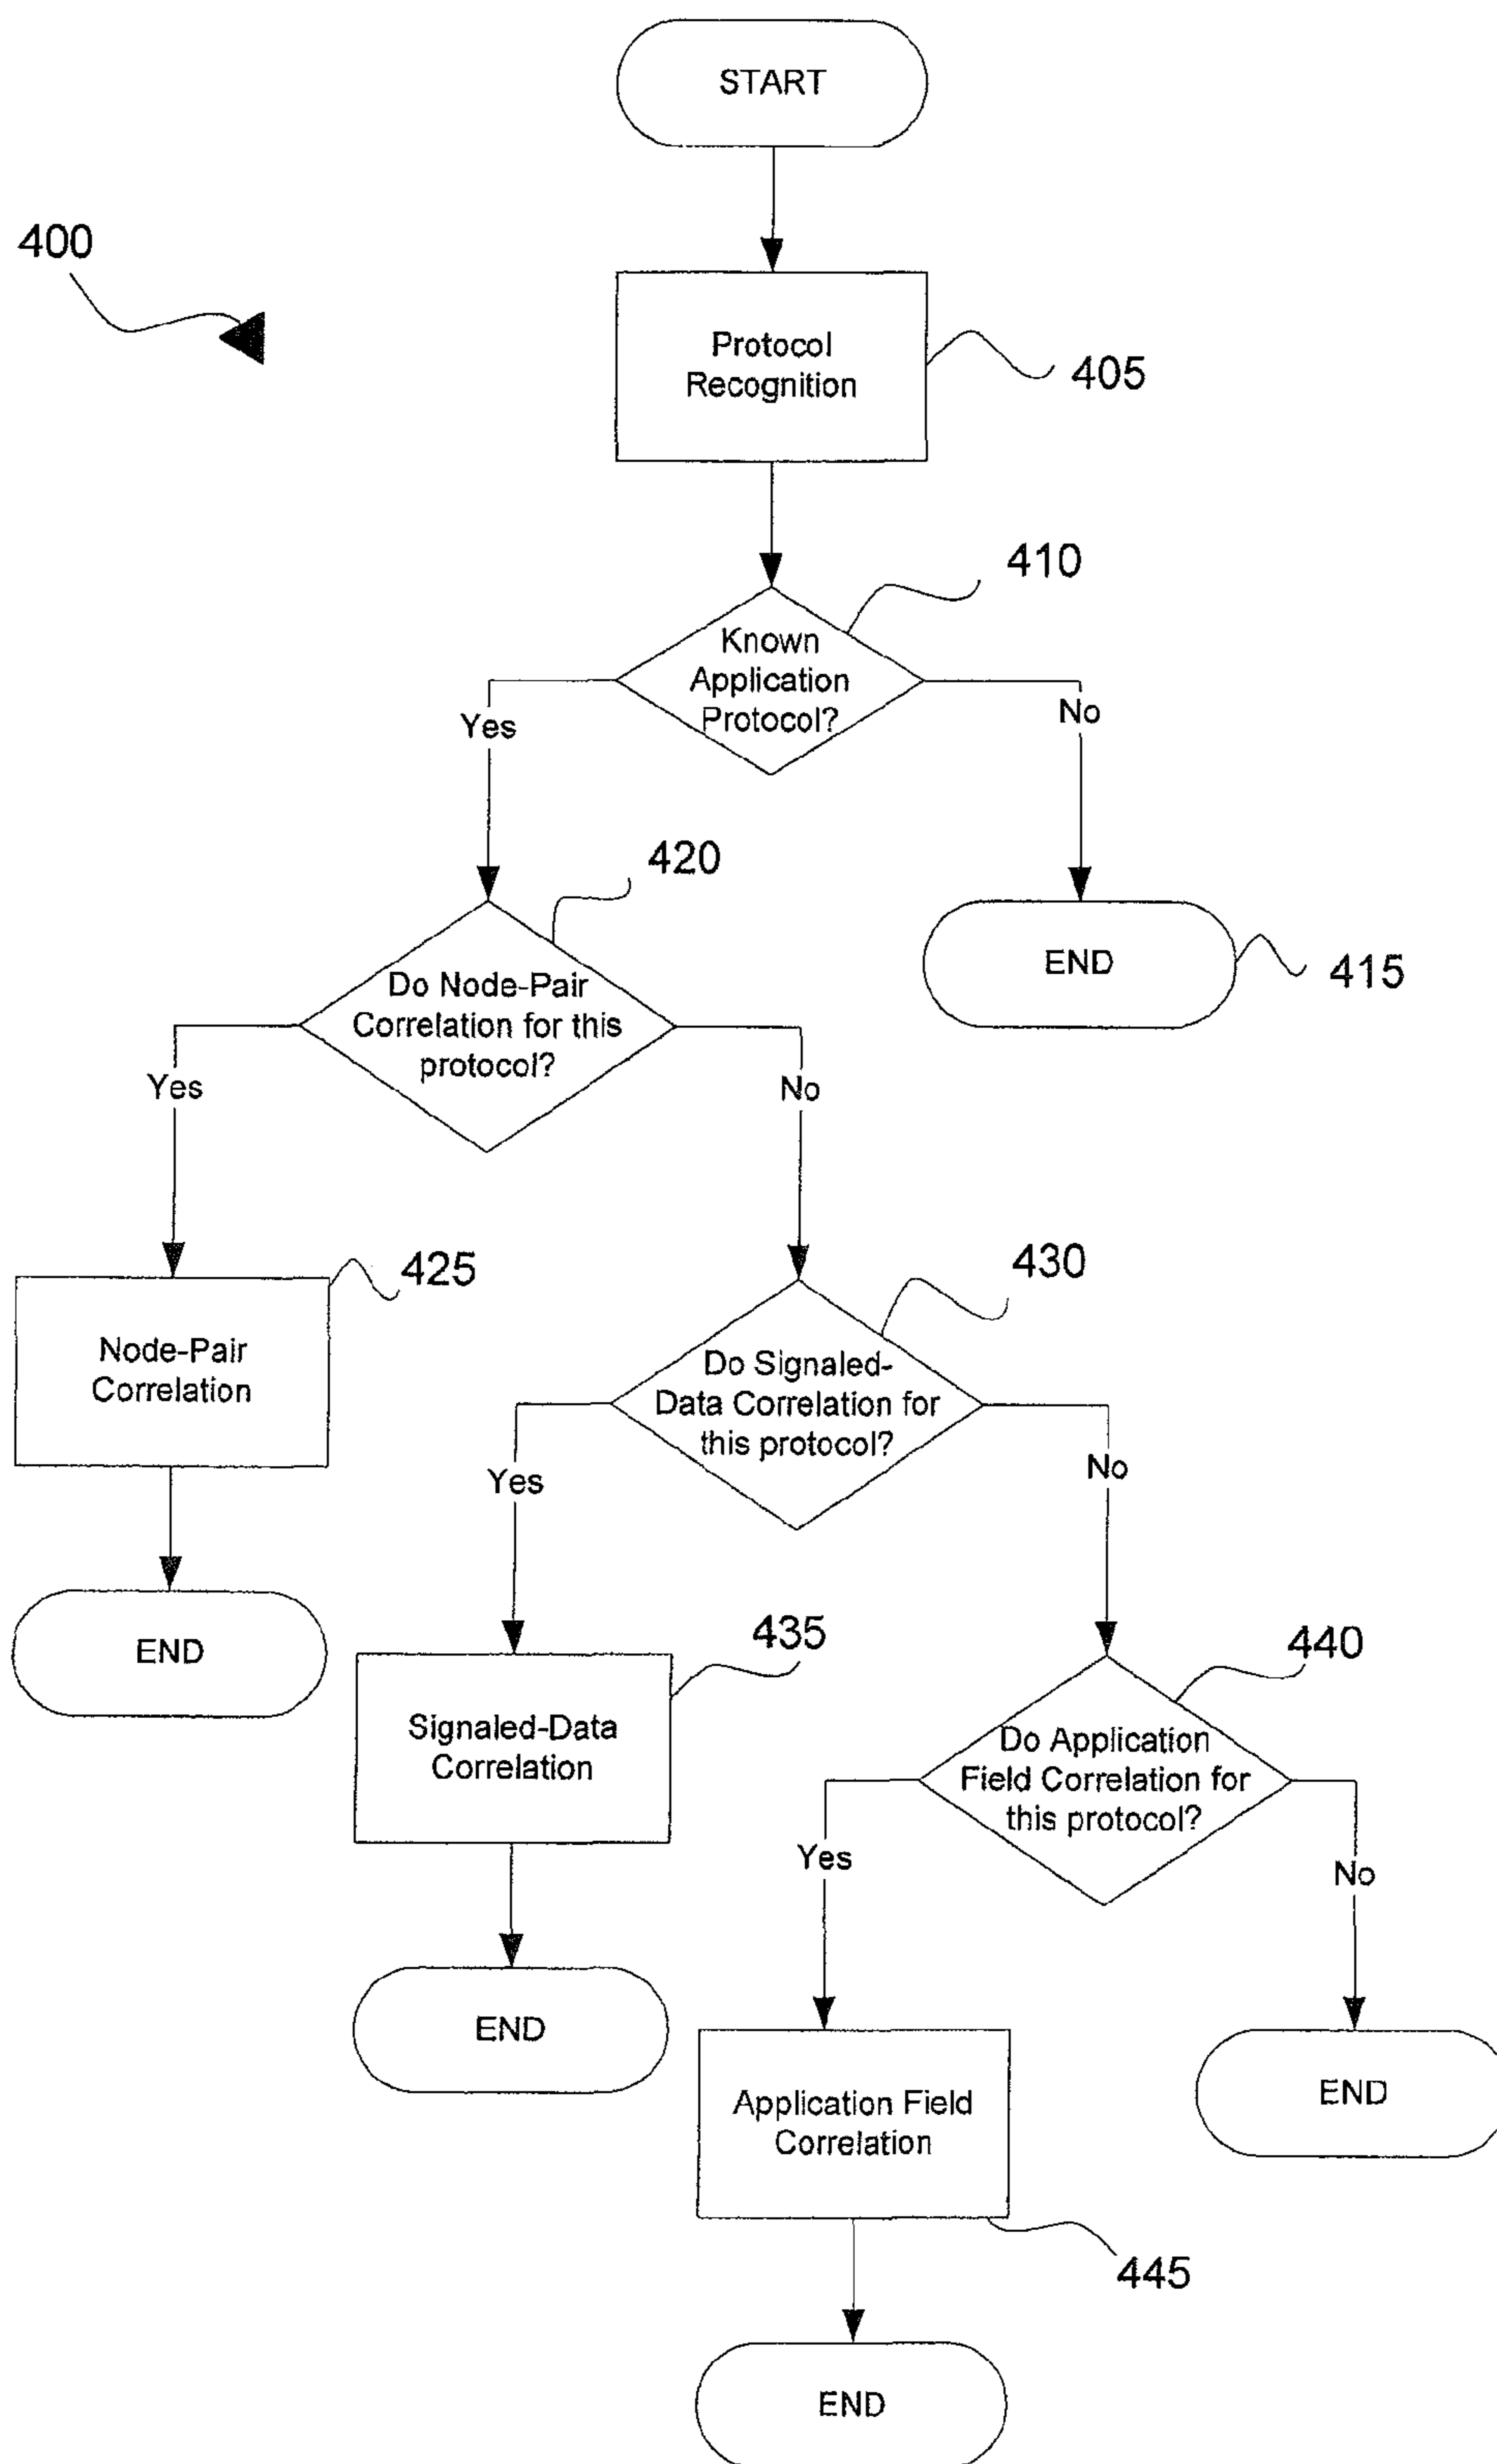 START
400
Protocol
Recognition
405
410
Known
Application
Protocol?
Yes
No
420
END
415
Do Node-Pair
Correlation for this
protocol?
Yes
No
425
430
Node-Pair
Correlation
Do Signaled-
Data Correlation for
this protocol?
Yes
No
END
435
440
Signaled-Data
Correlation
Do Application
Field Correlation for
this protocol?
Yes
No
END
Application Field
Correlation
END
445
END